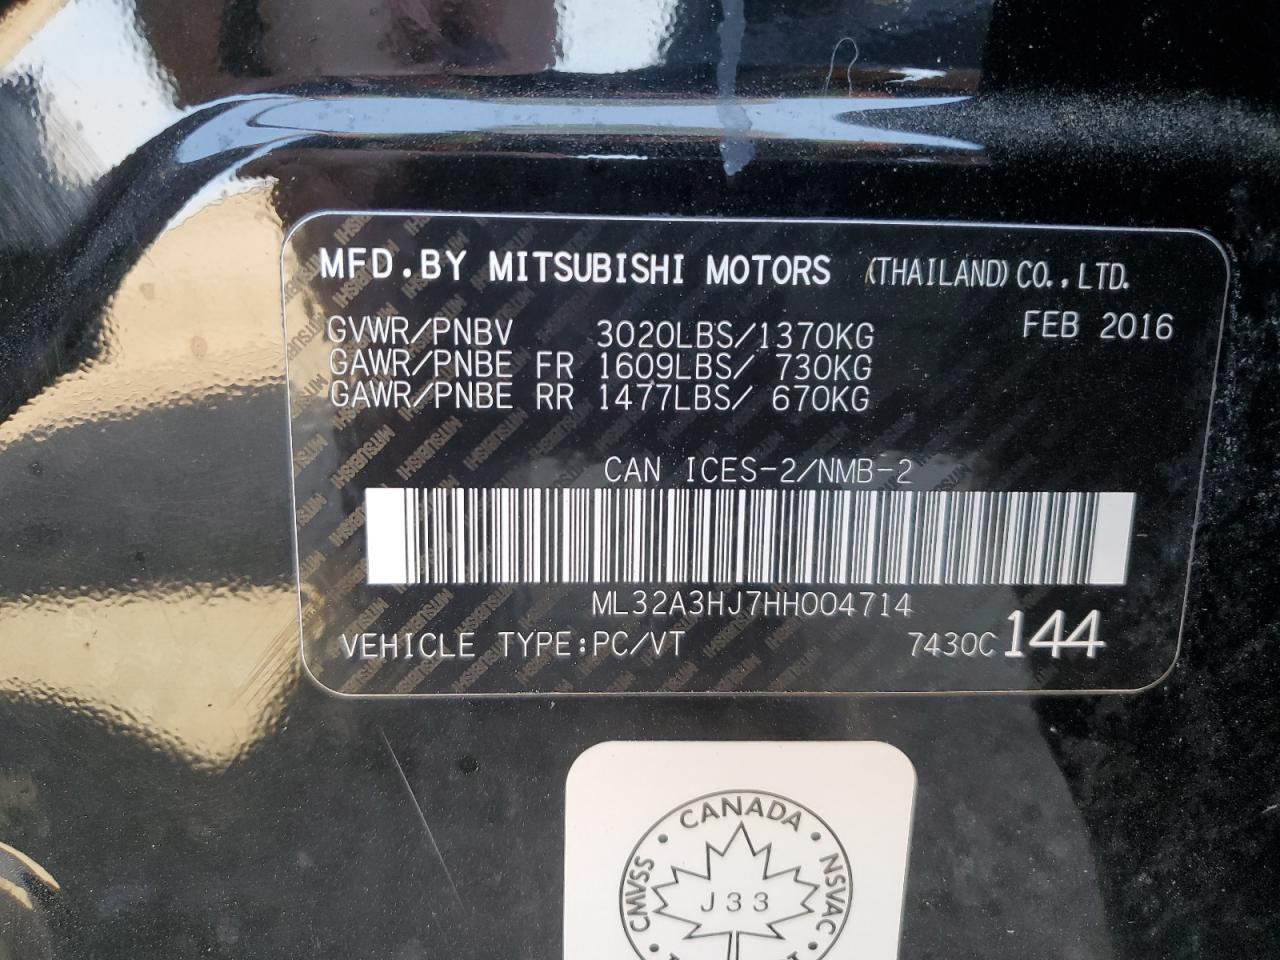 MFD.BY MITSUBISHI MOTORS (THAILAND) CO.,LTD.
FEB 2016
GVWR/PNBV 3020LBS/1370KG
GAWR/PNBE FR 1609LBS/ 730KG
GAWR/PNBE RR 1477LBS/ 670KG
CAN ICES-2/NMB-2
ML32A3HJ7HH004714
VEHICLE TYPE:PC/VT 7430C 144
CANADA
CMVSS
NSVAC
J33